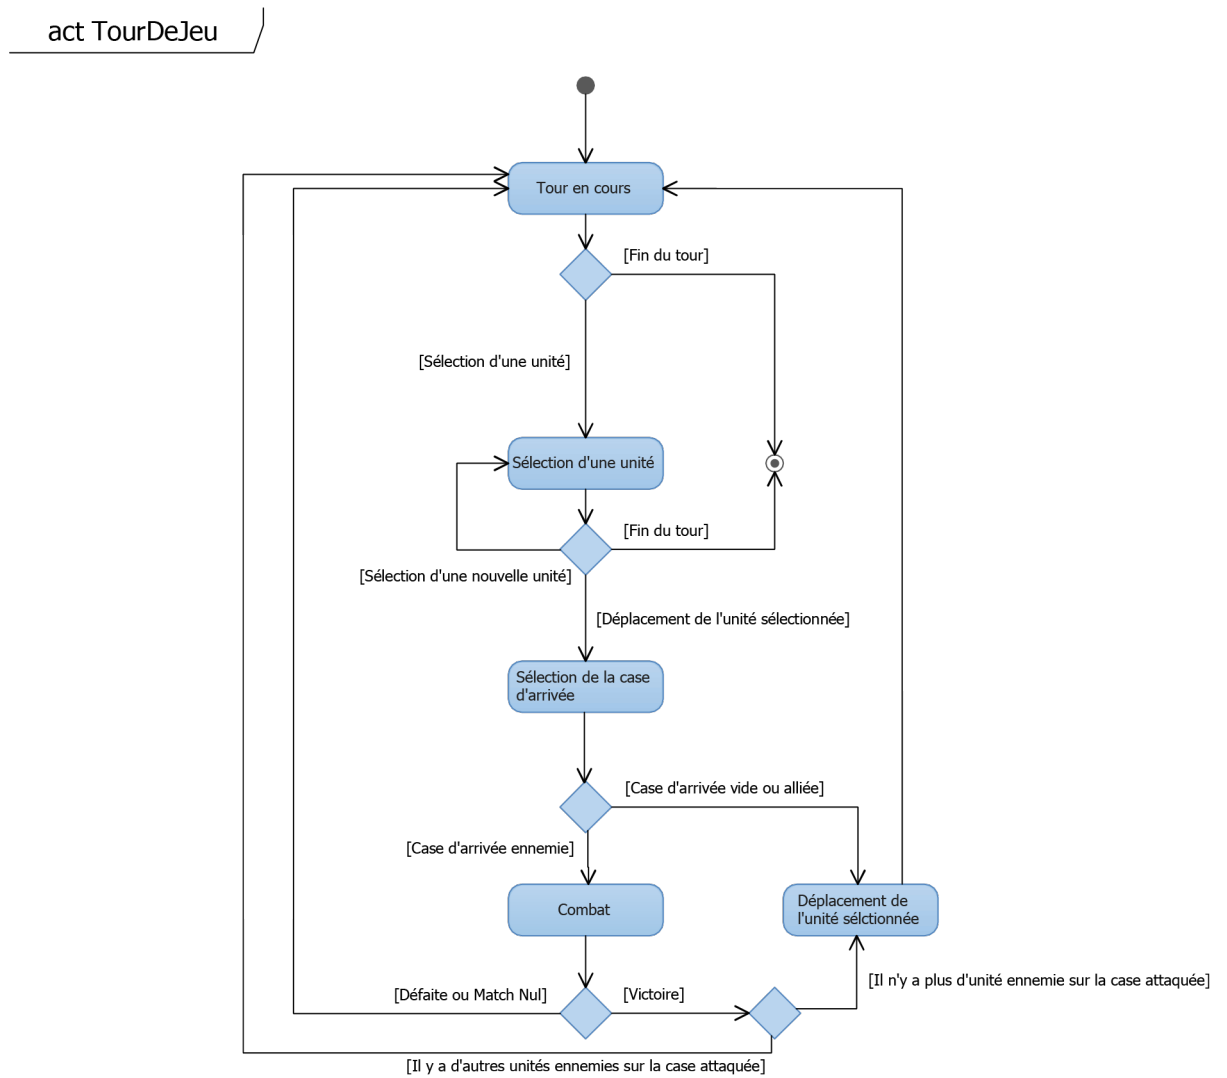 act TourDeJeu
Tour en cours
[Fin du tour]
[Sélection d'une unité]
Sélection d'une unité
[Fin du tour]
[Sélection d'une nouvelle unité]
[Déplacement de l'unité sélectionnée]
Sélection de la case
d'arrivée
[Case d'arrivée vide ou alliée]
[Case d'arrivée ennemie]
Combat
Déplacement de
l'unité sélctionnée
[Il n'y a plus d'unité ennemie sur la case attaquée]
[Défaite ou Match Nul]
[Victoire]
[Il y a d'autres unités ennemies sur la case attaquée]